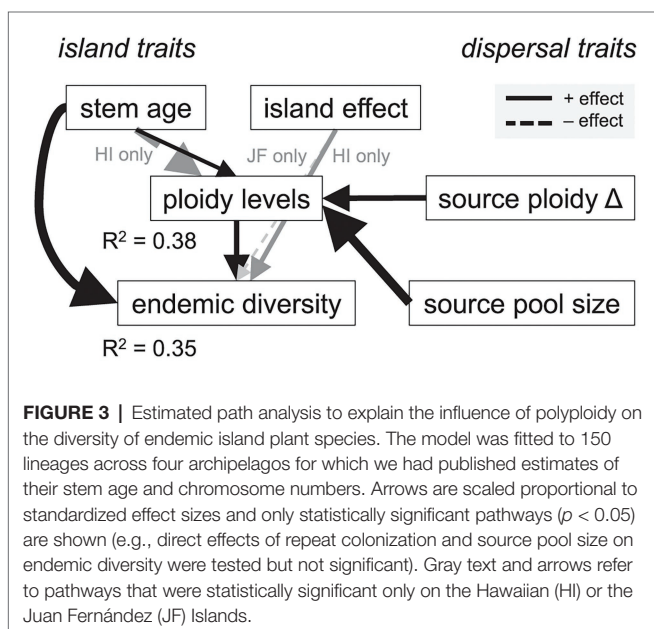 island traits
dispersal traits
stem age
island effect
+ effect
– effect
HI only
JF only
HI only
ploidy levels
source ploidy Δ
R² = 0.38
endemic diversity
source pool size
R² = 0.35
FIGURE 3 | Estimated path analysis to explain the influence of polyploidy on
the diversity of endemic island plant species. The model was fitted to 150
lineages across four archipelagos for which we had published estimates of
their stem age and chromosome numbers. Arrows are scaled proportional to
standardized effect sizes and only statistically significant pathways (p < 0.05)
are shown (e.g., direct effects of repeat colonization and source pool size on
endemic diversity were tested but not significant). Gray text and arrows refer
to pathways that were statistically significant only on the Hawaiian (HI) or the
Juan Fernández (JF) Islands.